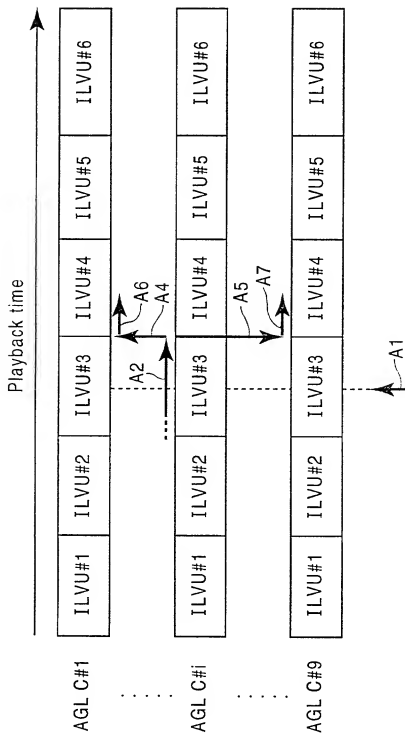 Playback time
AGL C#1 ILVU#1 ILVU#2 ILVU#3 ILVU#4 ILVU#5 ILVU#6
A6
A4
A2
AGL C#i ILVU#1 ILVU#2 ILVU#3 ILVU#4 ILVU#5 ILVU#6
A5
A7
AGL C#9 ILVU#1 ILVU#2 ILVU#3 ILVU#4 ILVU#5 ILVU#6
A1